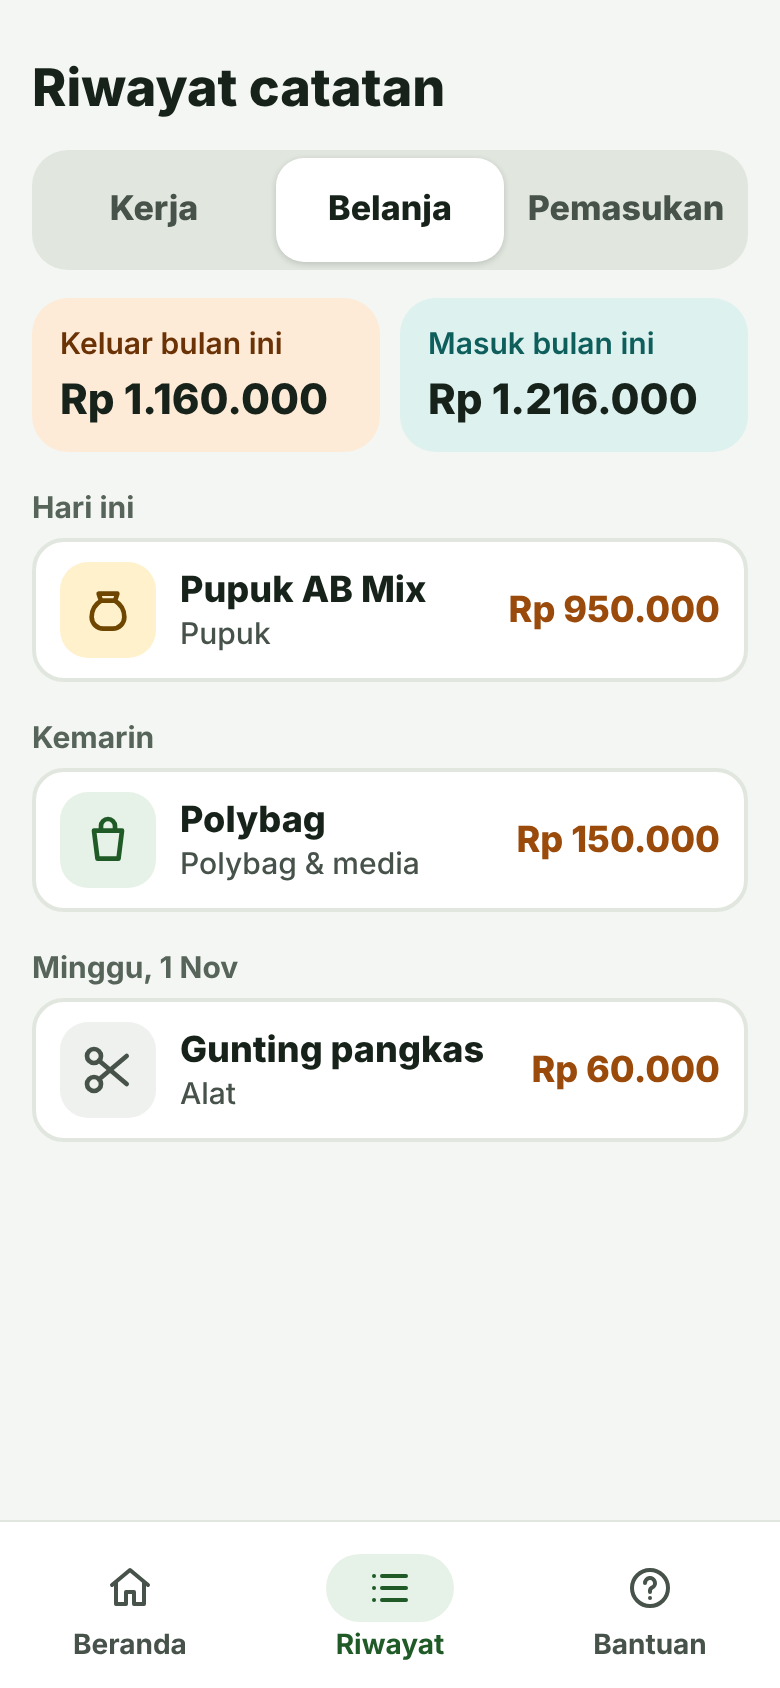 Riwayat catatan
Kerja
Belanja
Pemasukan
Keluar bulan ini
Rp 1.160.000
Masuk bulan ini
Rp 1.216.000
Hari ini
Pupuk AB Mix
Pupuk
Rp 950.000
Kemarin
Polybag
Polybag & media
Rp 150.000
Minggu, 1 Nov
Gunting pangkas
Alat
Rp 60.000
Beranda
Riwayat
Bantuan